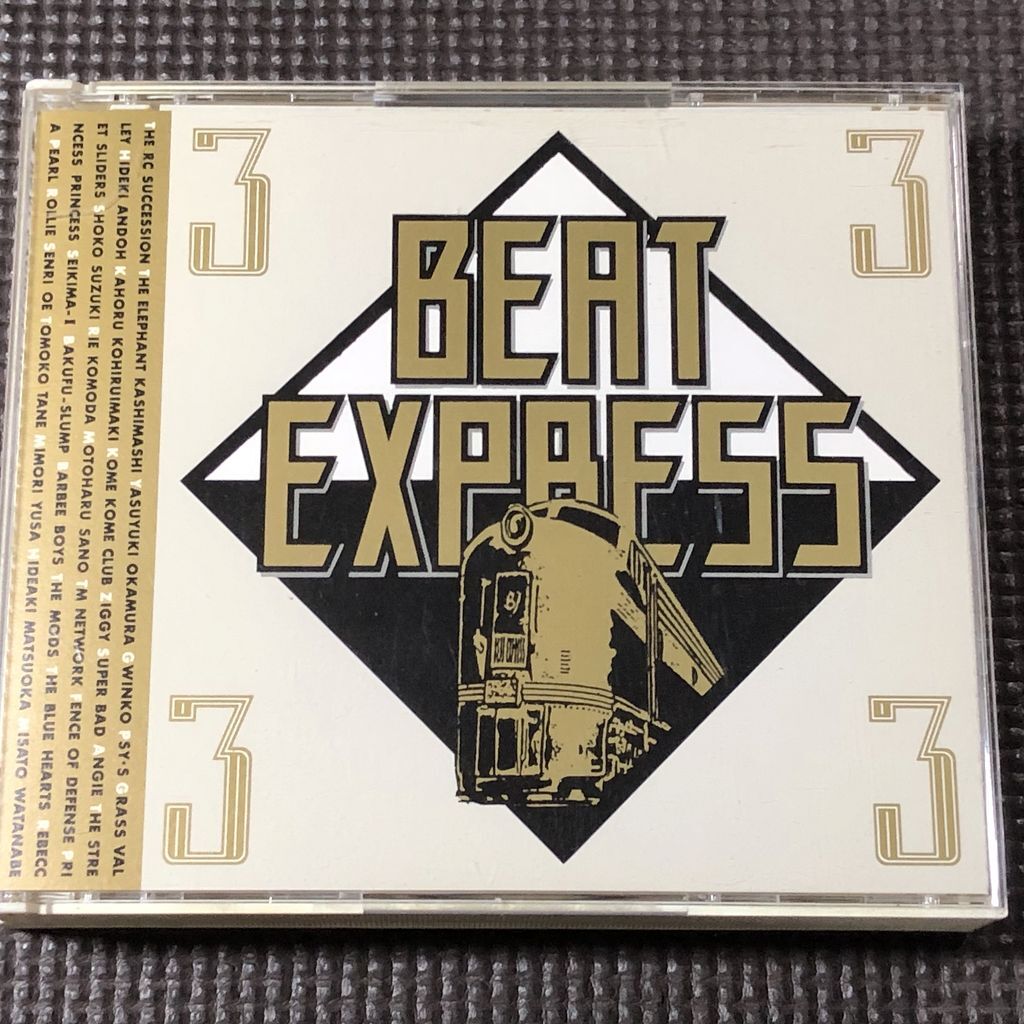 3
3
BEAT
EXPRESS
3
3
THE RC SUCCESSION THE ELEPHANT KASHIMASHI YASUYUKI OKAMURA GWINKO PSY·S GRASS VAL
LEY HIDEKI ANDOH KAHORU KOHIRUIMAKI KOME KOME CLUB ZIGGY SUPER BAD ANGIE THE STRE
ET SLIDERS SHOKO SUZUKI RIE KOMODA MOTOHARU SANO TM NETWORK FENCE OF DEFENSE PRI
NCESS PRINCESS SEIKIMA-II BAKUFU-SLUMP BARBEE BOYS THE MODS THE BLUE HEARTS REBECC
A PEARL ROLLIE SENRI OE TOMOKO TANE MIMORI YUSA HIDEAKI MATSUOKA MISATO WATANABE